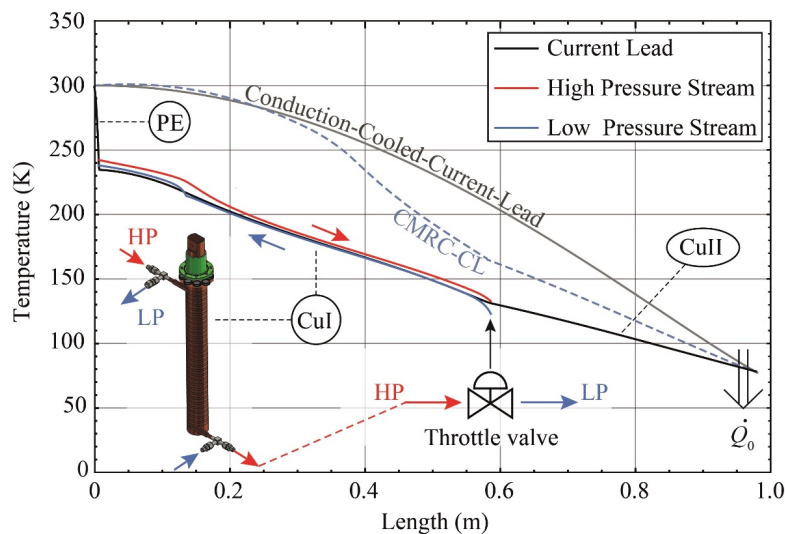 350
300
250
200
150
100
50
0
Temperature (K)
0
0.2
0.4
0.6
0.8
1.0
Length (m)
Current Lead
High Pressure Stream
Low Pressure Stream
Conduction-Cooled-Current-Lead
CMRC-CL
PE
CuI
CuII
HP
LP
HP
LP
Throttle valve
Q̇₀